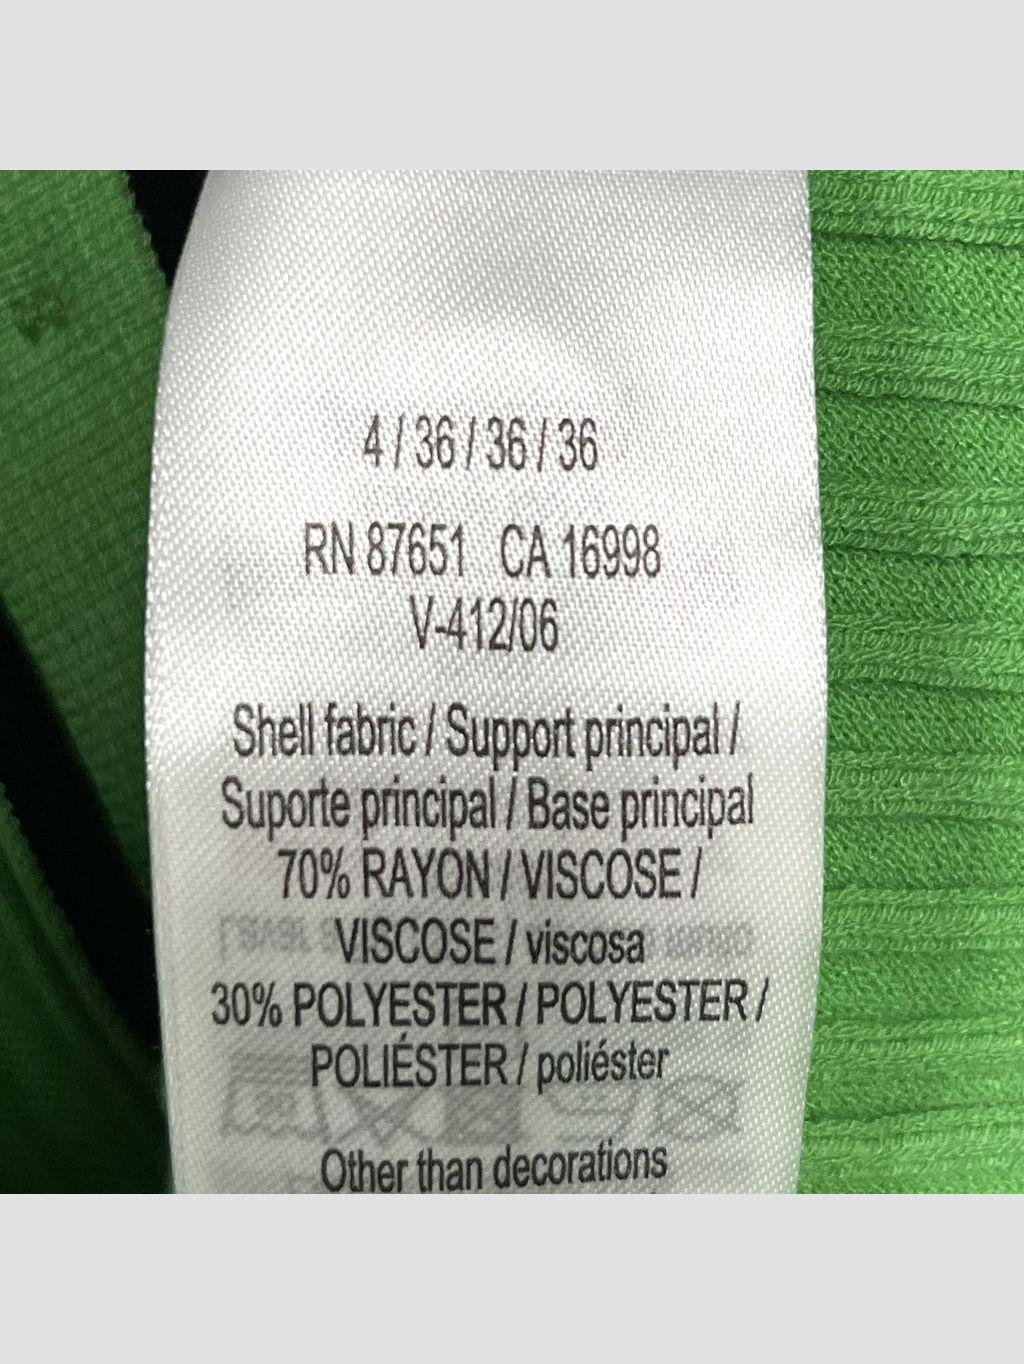 4 / 36 / 36 / 36
RN 87651 CA 16998
V-412/06
Shell fabric / Support principal /
Suporte principal / Base principal
70% RAYON / VISCOSE /
VISCOSE / viscosa
30% POLYESTER / POLYESTER /
POLIÉSTER / poliéster
Other than decorations